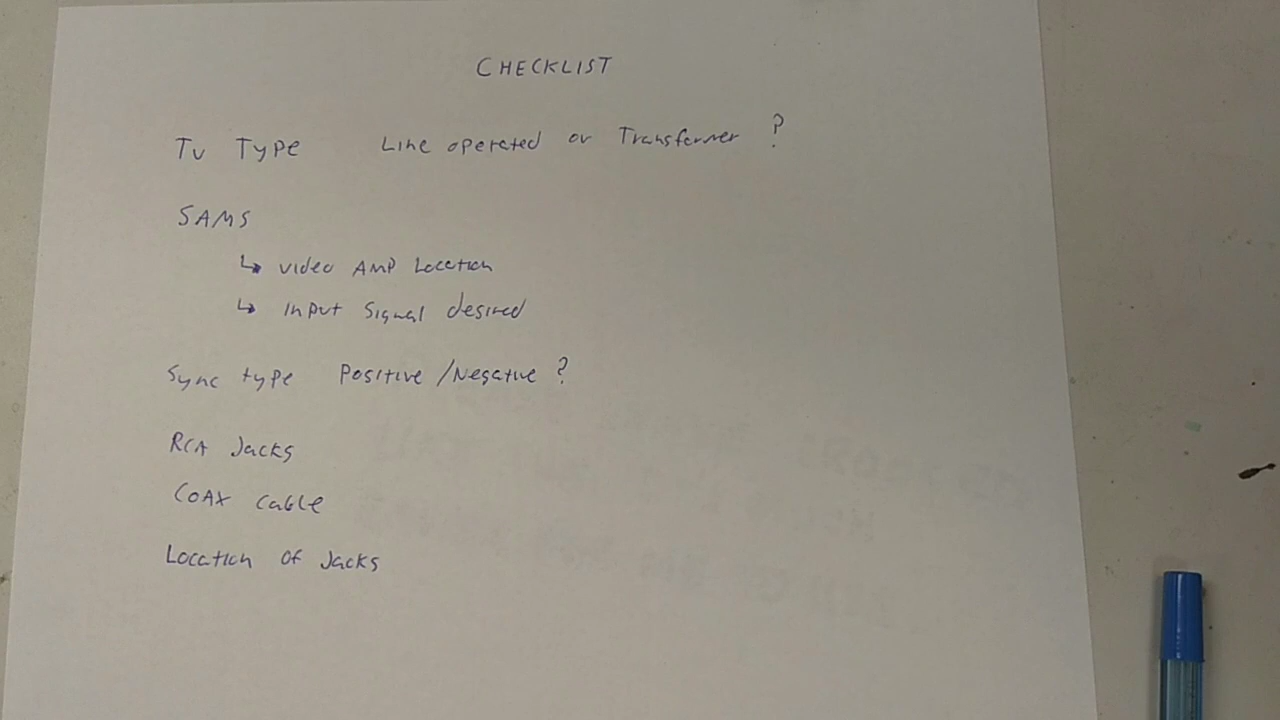 CHECKLIST
TV Type Line operated or Transformer ?
SAMS
↳ Video AMP Location
↳ Input Signal desired
Sync type Positive/Negative ?
RCA Jacks
COAX Cable
Location of Jacks